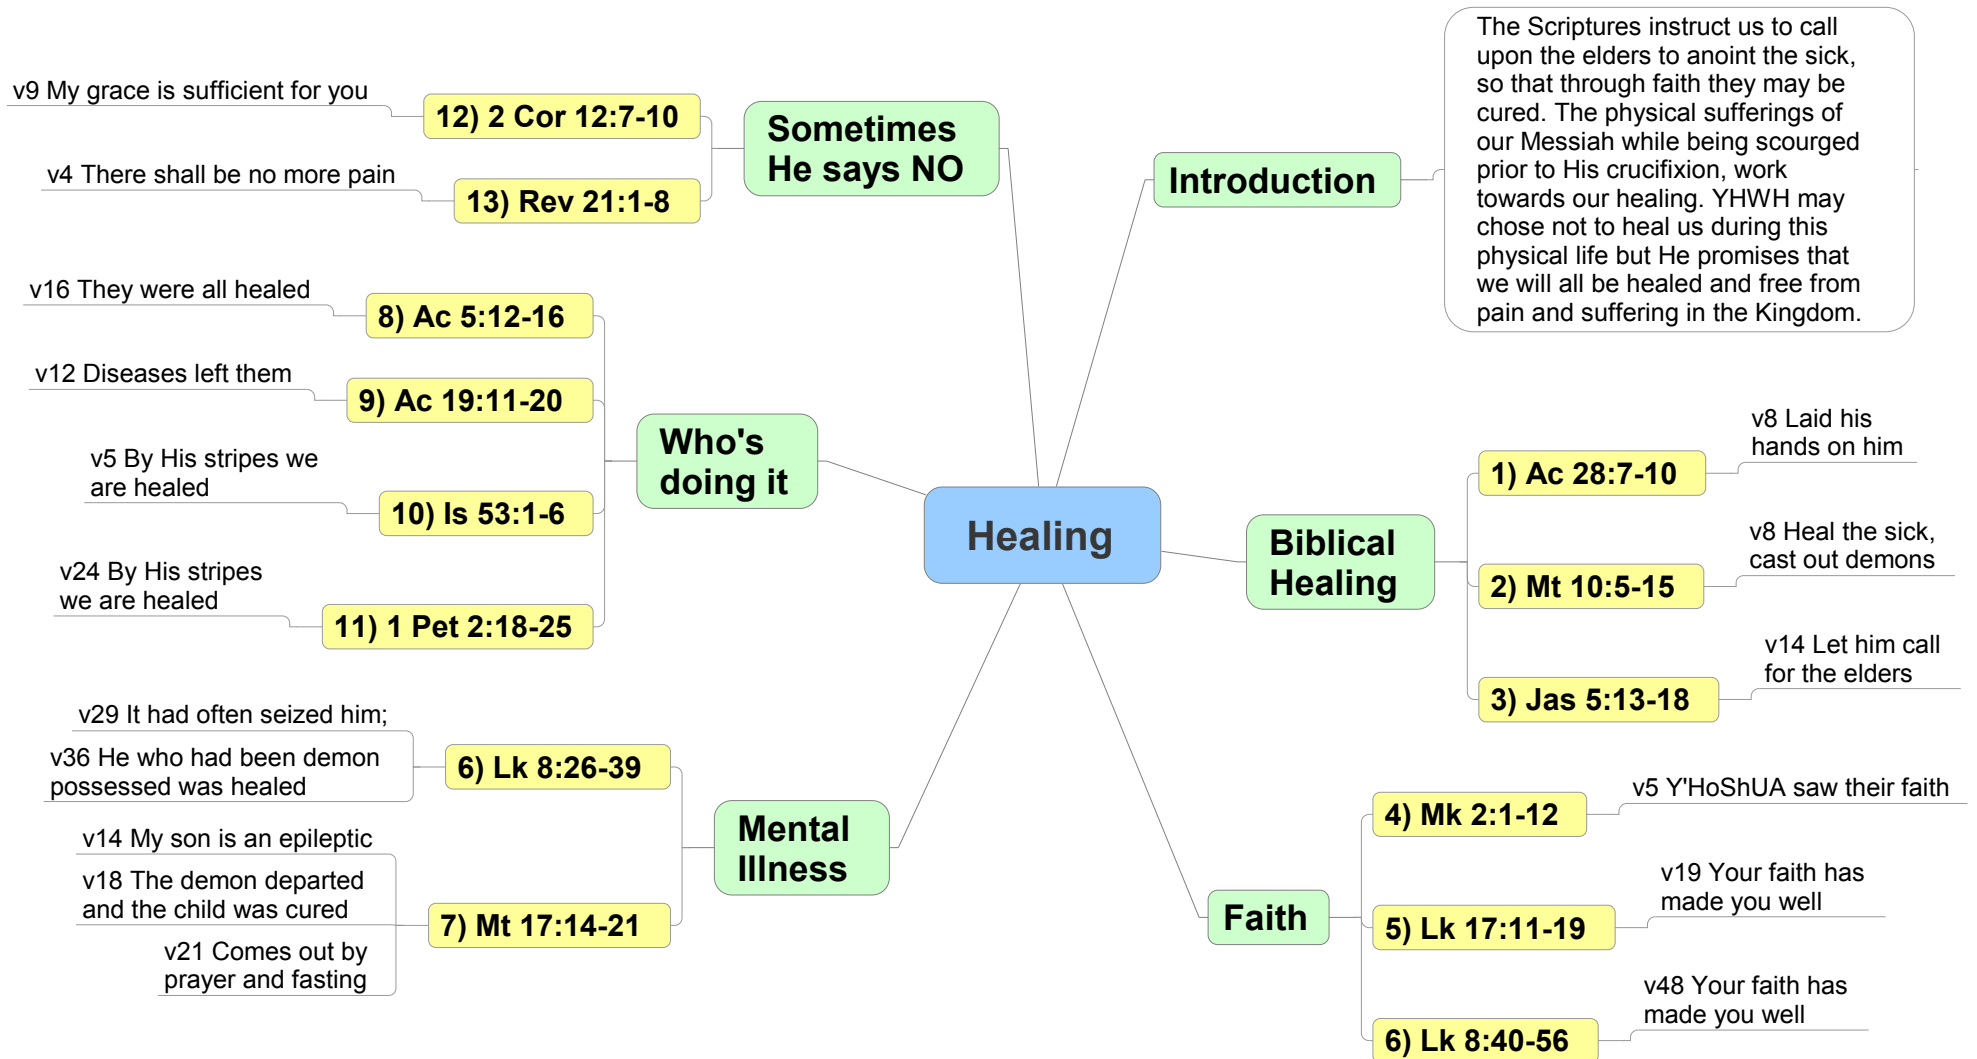 Healing
Introduction
The Scriptures instruct us to call
upon the elders to anoint the sick,
so that through faith they may be
cured. The physical sufferings of
our Messiah while being scourged
prior to His crucifixion, work
towards our healing. YHWH may
chose not to heal us during this
physical life but He promises that
we will all be healed and free from
pain and suffering in the Kingdom.
Biblical
Healing
1) Ac 28:7-10
v8 Laid his
hands on him
2) Mt 10:5-15
v8 Heal the sick,
cast out demons
3) Jas 5:13-18
v14 Let him call
for the elders
Faith
4) Mk 2:1-12
v5 Y'HoShUA saw their faith
5) Lk 17:11-19
v19 Your faith has
made you well
6) Lk 8:40-56
v48 Your faith has
made you well
Mental
Illness
6) Lk 8:26-39
v29 It had often seized him;
v36 He who had been demon
possessed was healed
7) Mt 17:14-21
v14 My son is an epileptic
v18 The demon departed
and the child was cured
v21 Comes out by
prayer and fasting
Who's
doing it
8) Ac 5:12-16
v16 They were all healed
9) Ac 19:11-20
v12 Diseases left them
10) Is 53:1-6
v5 By His stripes we
are healed
11) 1 Pet 2:18-25
v24 By His stripes
we are healed
Sometimes
He says NO
12) 2 Cor 12:7-10
v9 My grace is sufficient for you
13) Rev 21:1-8
v4 There shall be no more pain